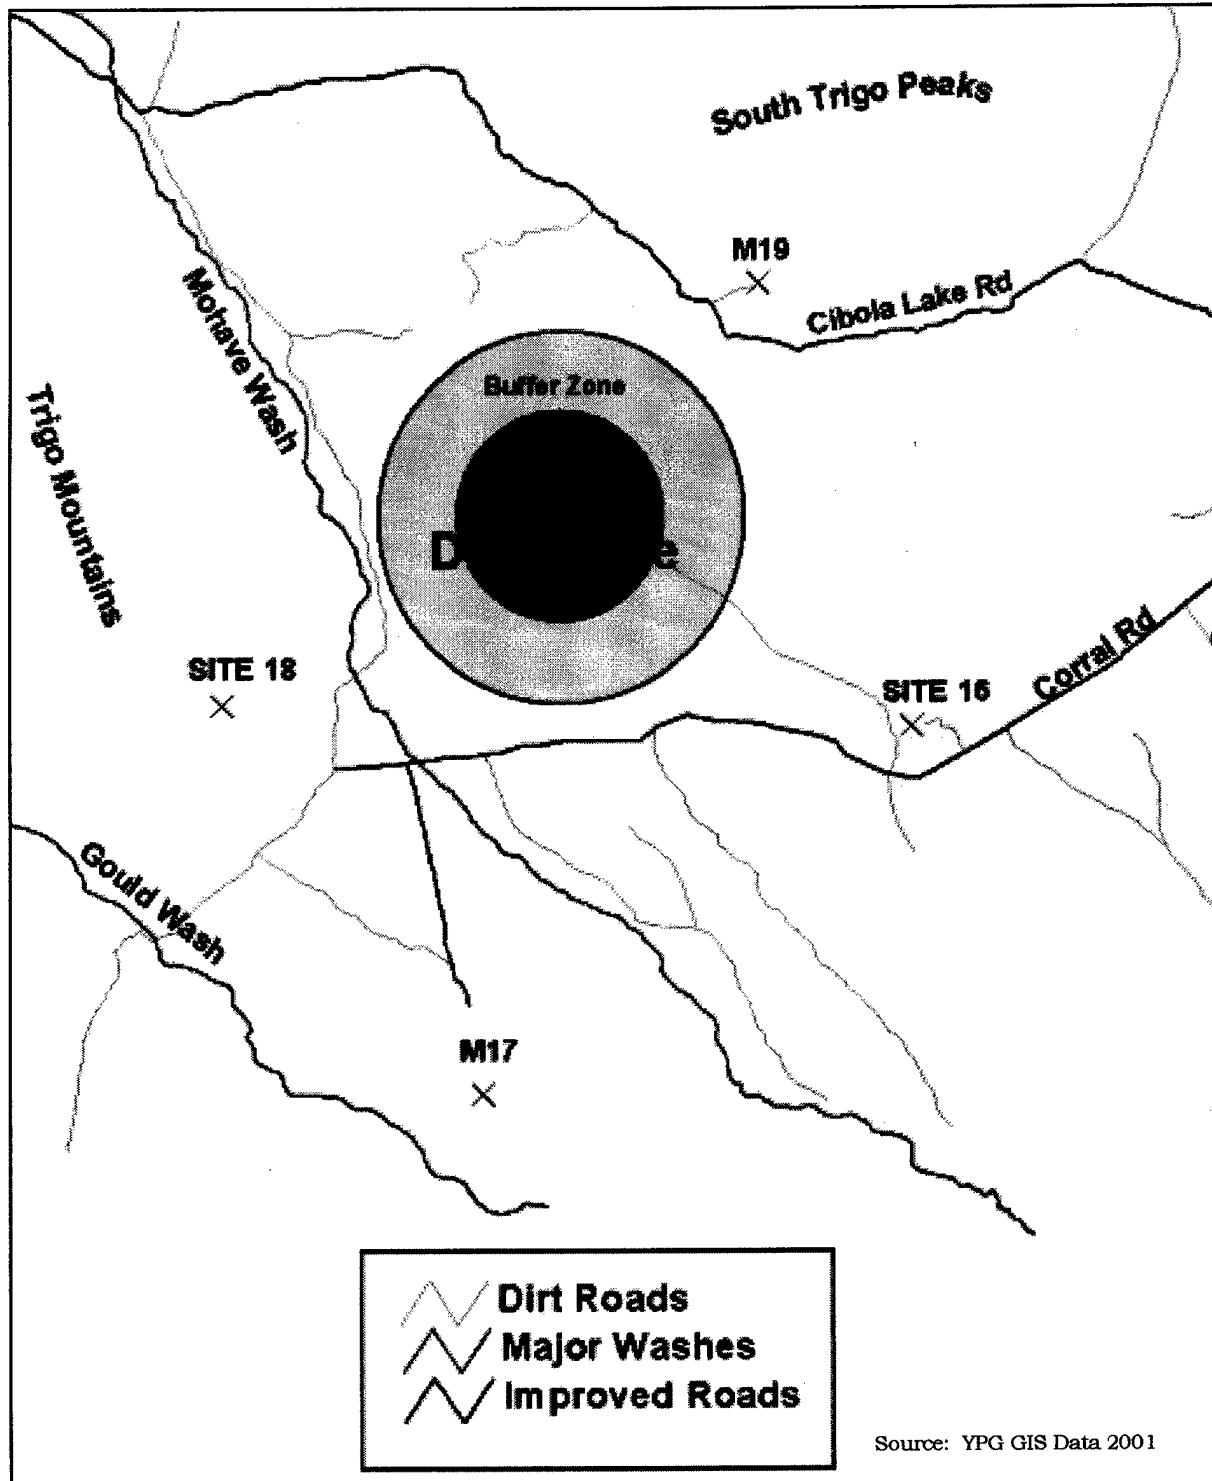 South Trigo Peaks
M19
Cibola Lake Rd
Mohave Wash
Buffer Zone
Trigo Mountains
Corral Rd
SITE 18
SITE 15
Gould Wash
M17
Dirt Roads
Major Washes
Improved Roads
Source: YPG GIS Data 2001